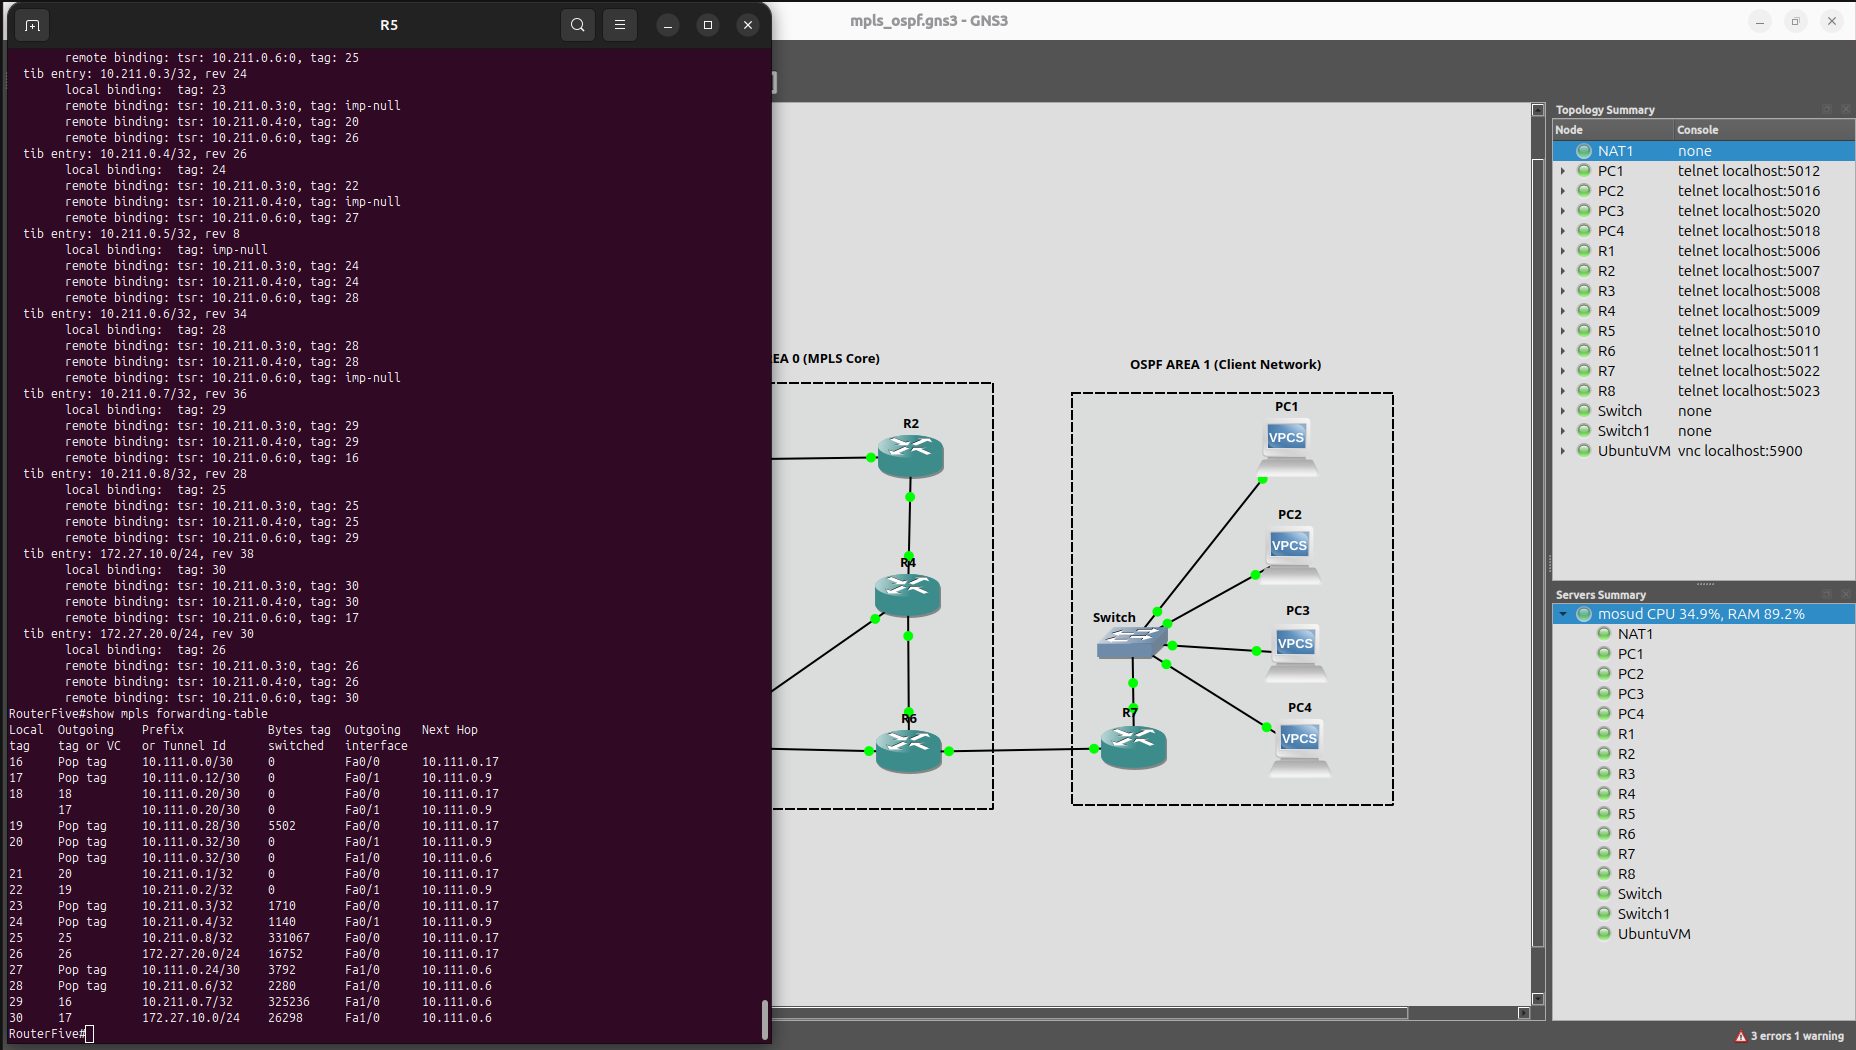 R5
remote binding: tsr: 10.211.0.6:0, tag: 25
tib entry: 10.211.0.3/32, rev 24
local binding:  tag: 23
remote binding: tsr: 10.211.0.3:0, tag: imp-null
remote binding: tsr: 10.211.0.4:0, tag: 20
remote binding: tsr: 10.211.0.6:0, tag: 26
tib entry: 10.211.0.4/32, rev 26
local binding:  tag: 24
remote binding: tsr: 10.211.0.3:0, tag: 22
remote binding: tsr: 10.211.0.4:0, tag: imp-null
remote binding: tsr: 10.211.0.6:0, tag: 27
tib entry: 10.211.0.5/32, rev 8
local binding:  tag: imp-null
remote binding: tsr: 10.211.0.3:0, tag: 24
remote binding: tsr: 10.211.0.4:0, tag: 24
remote binding: tsr: 10.211.0.6:0, tag: 28
tib entry: 10.211.0.6/32, rev 34
local binding:  tag: 28
remote binding: tsr: 10.211.0.3:0, tag: 28
remote binding: tsr: 10.211.0.4:0, tag: 28
remote binding: tsr: 10.211.0.6:0, tag: imp-null
tib entry: 10.211.0.7/32, rev 36
local binding:  tag: 29
remote binding: tsr: 10.211.0.3:0, tag: 29
remote binding: tsr: 10.211.0.4:0, tag: 29
remote binding: tsr: 10.211.0.6:0, tag: 16
tib entry: 10.211.0.8/32, rev 28
local binding:  tag: 25
remote binding: tsr: 10.211.0.3:0, tag: 25
remote binding: tsr: 10.211.0.4:0, tag: 25
remote binding: tsr: 10.211.0.6:0, tag: 29
tib entry: 172.27.10.0/24, rev 38
local binding:  tag: 30
remote binding: tsr: 10.211.0.3:0, tag: 30
remote binding: tsr: 10.211.0.4:0, tag: 30
remote binding: tsr: 10.211.0.6:0, tag: 17
tib entry: 172.27.20.0/24, rev 30
local binding:  tag: 26
remote binding: tsr: 10.211.0.3:0, tag: 26
remote binding: tsr: 10.211.0.4:0, tag: 26
remote binding: tsr: 10.211.0.6:0, tag: 30
RouterFive#show mpls forwarding-table
Local  Outgoing    Prefix            Bytes tag  Outgoing   Next Hop
tag    tag or VC   or Tunnel Id      switched   interface
16     Pop tag     10.111.0.0/30     0          Fa0/0      10.111.0.17
17     Pop tag     10.111.0.12/30    0          Fa0/1      10.111.0.9
18     18          10.111.0.20/30    0          Fa0/0      10.111.0.17
17          10.111.0.20/30    0          Fa0/1      10.111.0.9
19     Pop tag     10.111.0.28/30    5502       Fa0/0      10.111.0.17
20     Pop tag     10.111.0.32/30    0          Fa0/1      10.111.0.9
Pop tag     10.111.0.32/30    0          Fa1/0      10.111.0.6
21     20          10.211.0.1/32     0          Fa0/0      10.111.0.17
22     19          10.211.0.2/32     0          Fa0/1      10.111.0.9
23     Pop tag     10.211.0.3/32     1710       Fa0/0      10.111.0.17
24     Pop tag     10.211.0.4/32     1140       Fa0/1      10.111.0.9
25     25          10.211.0.8/32     331067     Fa0/0      10.111.0.17
26     26          172.27.20.0/24    16752      Fa0/0      10.111.0.17
27     Pop tag     10.111.0.24/30    3792       Fa1/0      10.111.0.6
28     Pop tag     10.211.0.6/32     2280       Fa1/0      10.111.0.6
29     16          10.211.0.7/32     325236     Fa1/0      10.111.0.6
30     17          172.27.10.0/24    26298      Fa1/0      10.111.0.6
RouterFive#
mpls_ospf.gns3 - GNS3
EA 0 (MPLS Core)
R2
R4
R6
OSPF AREA 1 (Client Network)
PC1
VPCS
PC2
VPCS
PC3
VPCS
Switch
PC4
VPCS
R7
Topology Summary
Node Console
NAT1 none
PC1 telnet localhost:5012
PC2 telnet localhost:5016
PC3 telnet localhost:5020
PC4 telnet localhost:5018
R1 telnet localhost:5006
R2 telnet localhost:5007
R3 telnet localhost:5008
R4 telnet localhost:5009
R5 telnet localhost:5010
R6 telnet localhost:5011
R7 telnet localhost:5022
R8 telnet localhost:5023
Switch none
Switch1 none
UbuntuVM vnc localhost:5900
Servers Summary
mosud CPU 34.9%, RAM 89.2%
NAT1
PC1
PC2
PC3
PC4
R1
R2
R3
R4
R5
R6
R7
R8
Switch
Switch1
UbuntuVM
3 errors 1 warning